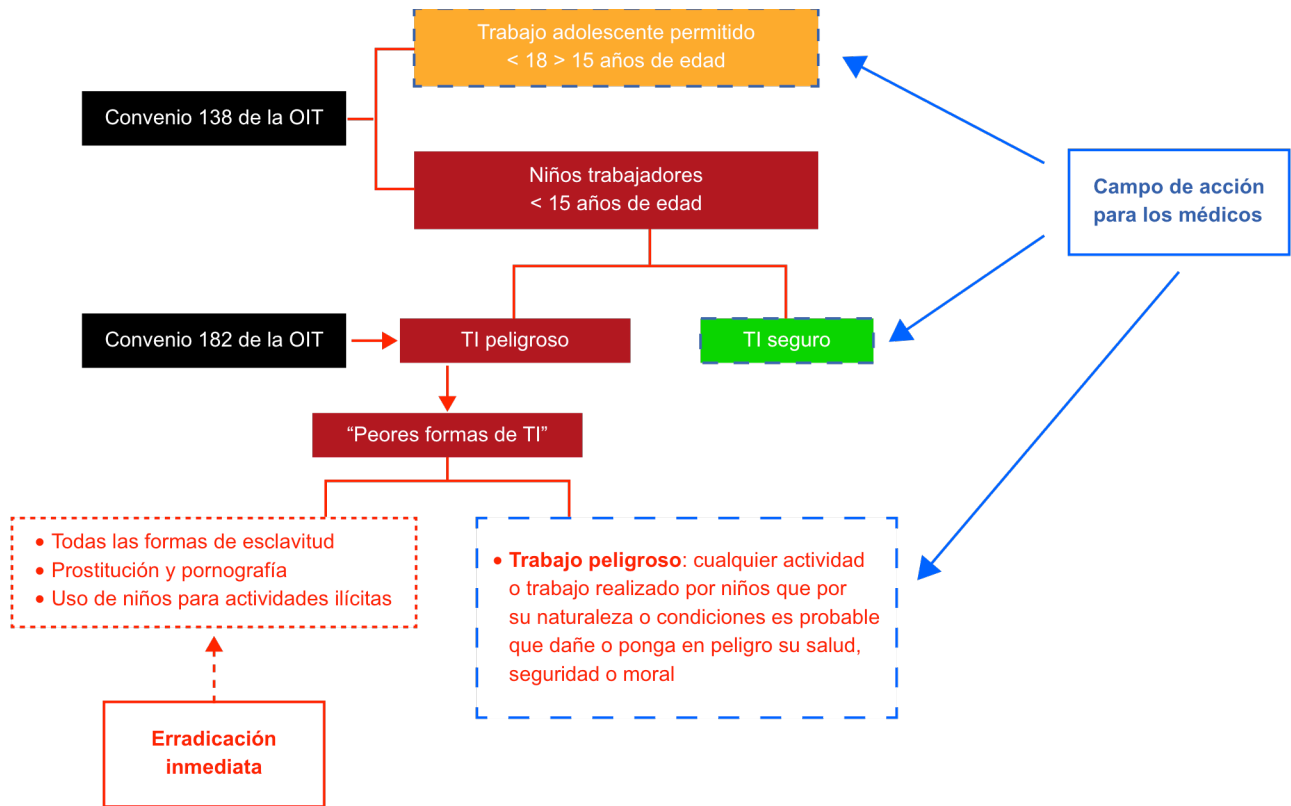 Trabajo adolescente permitido
< 18 > 15 años de edad
Convenio 138 de la OIT
Niños trabajadores
< 15 años de edad
Campo de acción
para los médicos
Convenio 182 de la OIT
TI peligroso
TI seguro
“Peores formas de TI”
• Todas las formas de esclavitud
• Prostitución y pornografía
• Uso de niños para actividades ilícitas
• Trabajo peligroso: cualquier actividad
o trabajo realizado por niños que por
su naturaleza o condiciones es probable
que dañe o ponga en peligro su salud,
seguridad o moral
Erradicación
inmediata